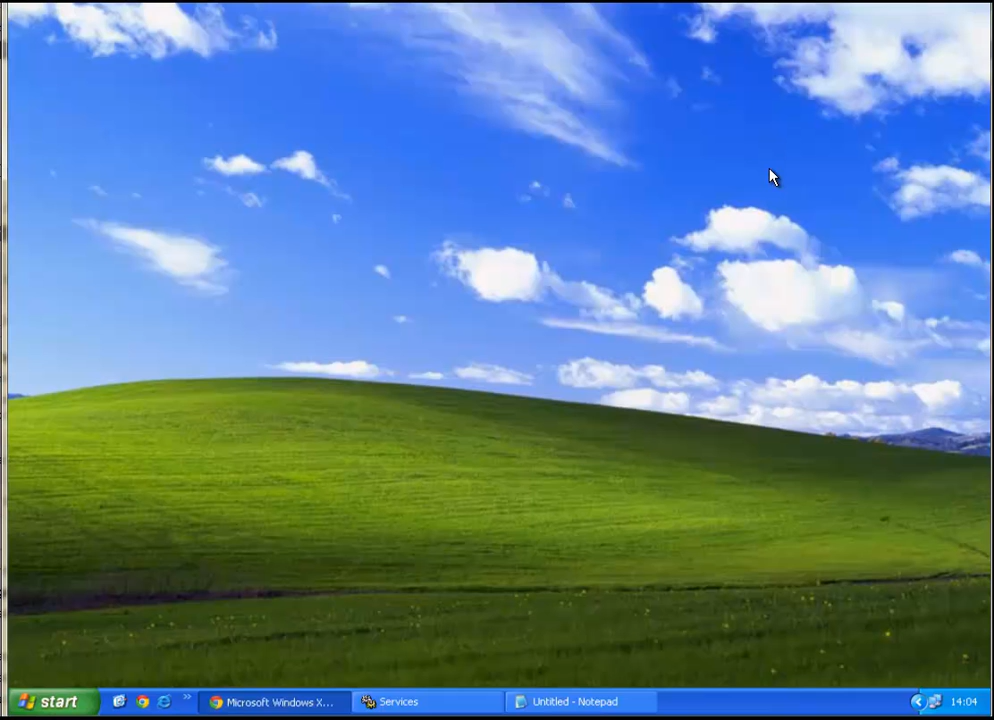 start
Microsoft Windows X...
Services
Untitled - Notepad
14:04